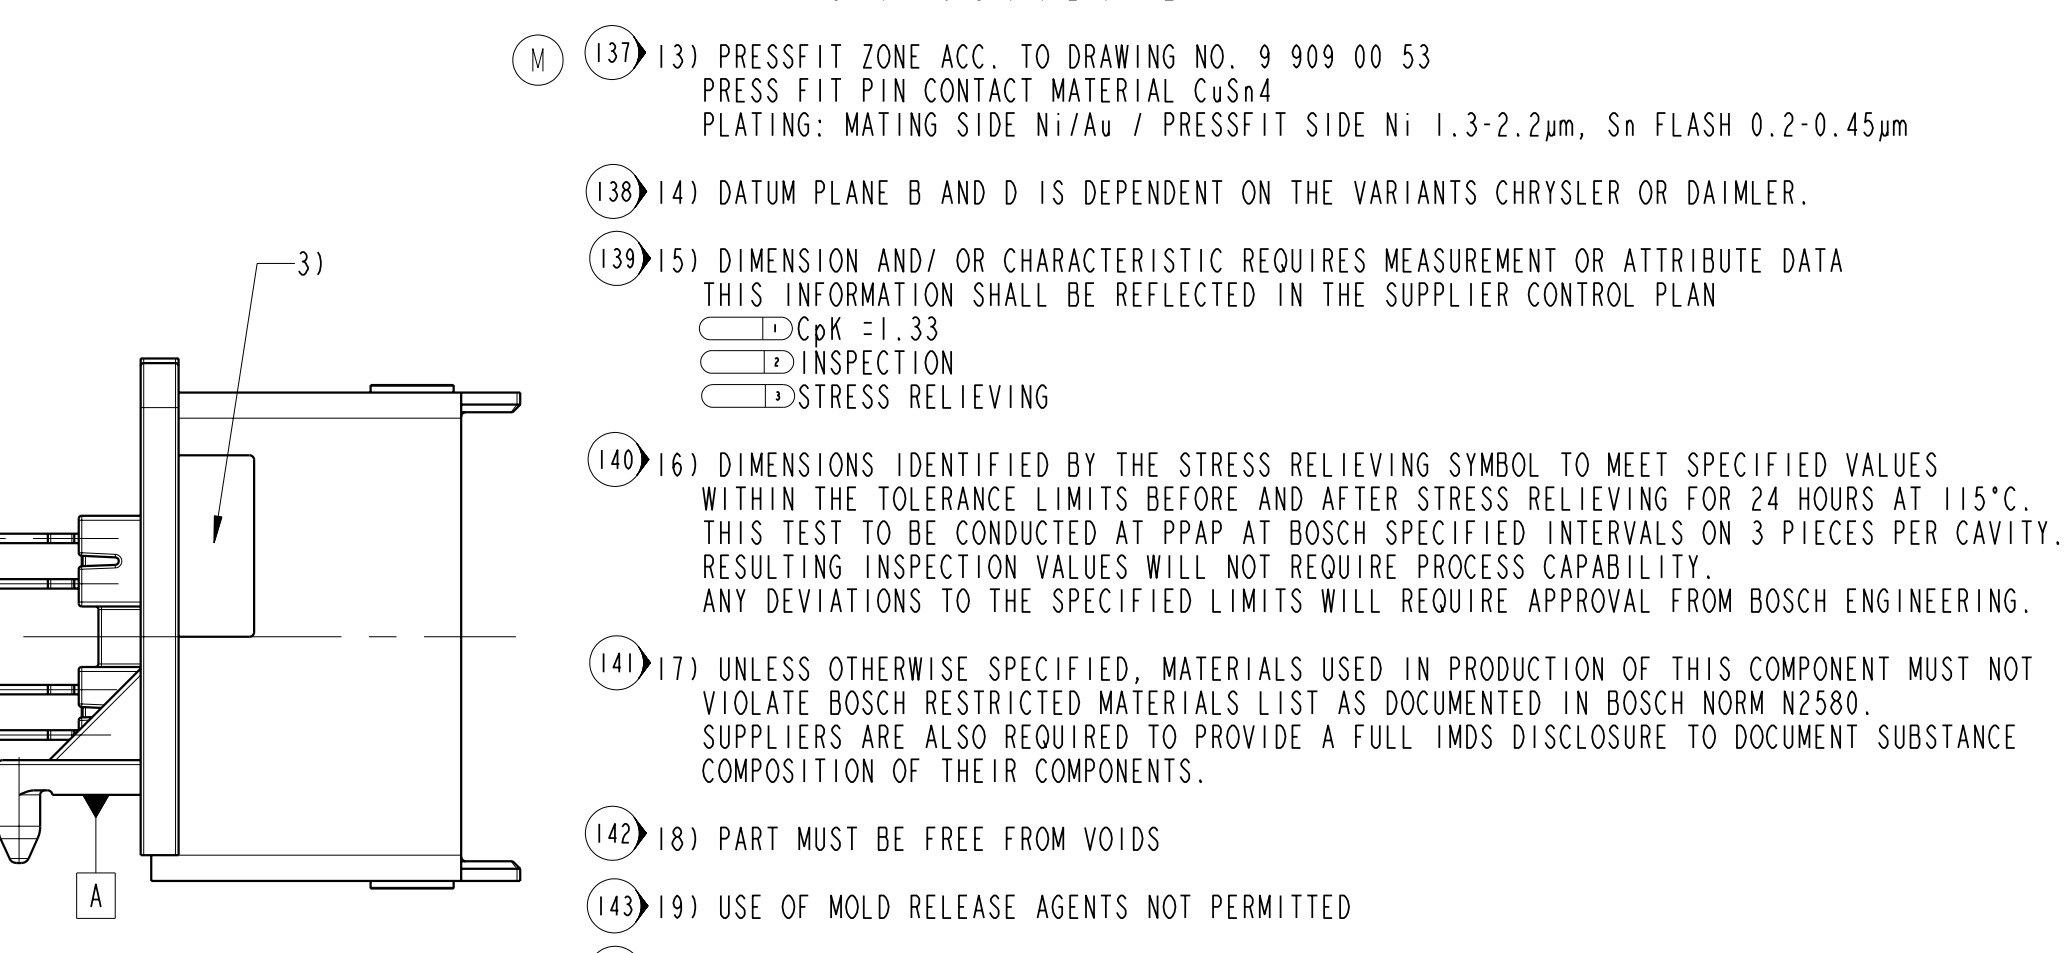 M 137 13) PRESSFIT ZONE ACC. TO DRAWING NO. 9 909 00 53
PRESS FIT PIN CONTACT MATERIAL CuSn4
PLATING: MATING SIDE Ni/Au / PRESSFIT SIDE Ni 1.3-2.2µm, Sn FLASH 0.2-0.45µm
138 14) DATUM PLANE B AND D IS DEPENDENT ON THE VARIANTS CHRYSLER OR DAIMLER.
139 15) DIMENSION AND/ OR CHARACTERISTIC REQUIRES MEASUREMENT OR ATTRIBUTE DATA
THIS INFORMATION SHALL BE REFLECTED IN THE SUPPLIER CONTROL PLAN
1 CpK =1.33
2 INSPECTION
3 STRESS RELIEVING
140 16) DIMENSIONS IDENTIFIED BY THE STRESS RELIEVING SYMBOL TO MEET SPECIFIED VALUES
WITHIN THE TOLERANCE LIMITS BEFORE AND AFTER STRESS RELIEVING FOR 24 HOURS AT 115°C.
THIS TEST TO BE CONDUCTED AT PPAP AT BOSCH SPECIFIED INTERVALS ON 3 PIECES PER CAVITY.
RESULTING INSPECTION VALUES WILL NOT REQUIRE PROCESS CAPABILITY.
ANY DEVIATIONS TO THE SPECIFIED LIMITS WILL REQUIRE APPROVAL FROM BOSCH ENGINEERING.
141 17) UNLESS OTHERWISE SPECIFIED, MATERIALS USED IN PRODUCTION OF THIS COMPONENT MUST NOT
VIOLATE BOSCH RESTRICTED MATERIALS LIST AS DOCUMENTED IN BOSCH NORM N2580.
SUPPLIERS ARE ALSO REQUIRED TO PROVIDE A FULL IMDS DISCLOSURE TO DOCUMENT SUBSTANCE
COMPOSITION OF THEIR COMPONENTS.
142 18) PART MUST BE FREE FROM VOIDS
143 19) USE OF MOLD RELEASE AGENTS NOT PERMITTED
3)
A